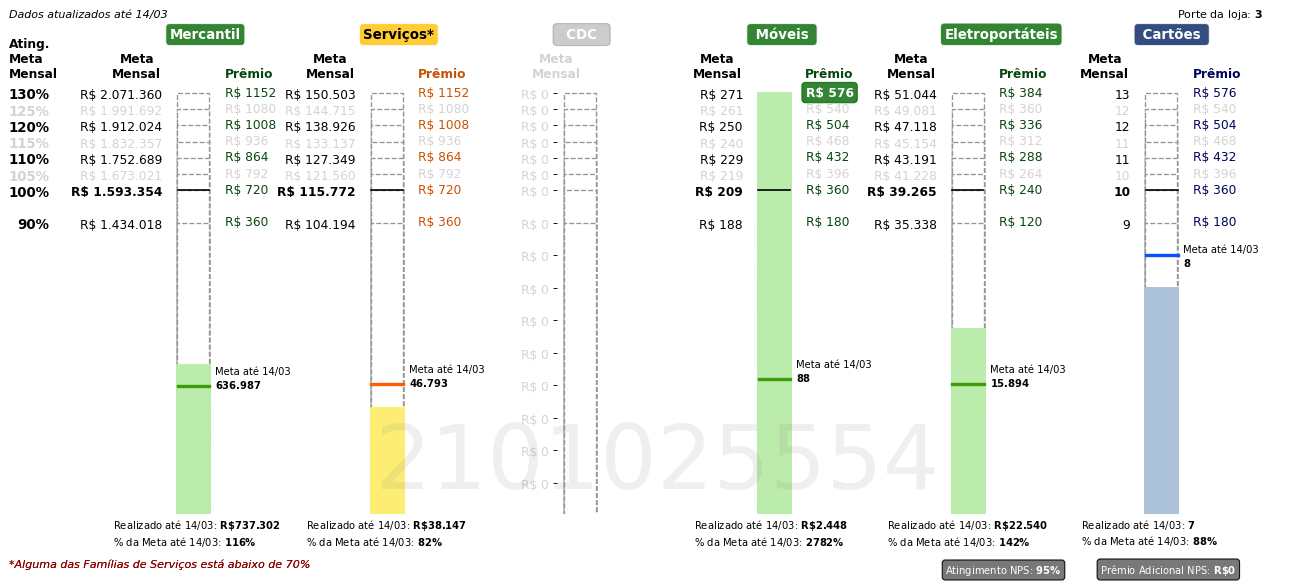 Dados atualizados até 14/03
Porte da loja: 3
Mercantil Serviços* CDC Móveis Eletroportáteis Cartões
Ating. Meta Mensal
Meta Mensal Prêmio Meta Mensal Prêmio Meta Mensal Meta Mensal Prêmio Meta Mensal Prêmio Meta Mensal Prêmio
130% R$ 2.071.360 R$ 1152 R$ 150.503 R$ 1152 R$ 0 R$ 271 R$ 576 R$ 51.044 R$ 384 13 R$ 576
125% R$ 1.991.692 R$ 1080 R$ 144.715 R$ 1080 R$ 0 R$ 261 R$ 540 R$ 49.081 R$ 360 12 R$ 540
120% R$ 1.912.024 R$ 1008 R$ 138.926 R$ 1008 R$ 0 R$ 250 R$ 504 R$ 47.118 R$ 336 12 R$ 504
115% R$ 1.832.357 R$ 936 R$ 133.137 R$ 936 R$ 0 R$ 240 R$ 468 R$ 45.154 R$ 312 11 R$ 468
110% R$ 1.752.689 R$ 864 R$ 127.349 R$ 864 R$ 0 R$ 229 R$ 432 R$ 43.191 R$ 288 11 R$ 432
105% R$ 1.673.021 R$ 792 R$ 121.560 R$ 792 R$ 0 R$ 219 R$ 396 R$ 41.228 R$ 264 10 R$ 396
100% R$ 1.593.354 R$ 720 R$ 115.772 R$ 720 R$ 0 R$ 209 R$ 360 R$ 39.265 R$ 240 10 R$ 360
90% R$ 1.434.018 R$ 360 R$ 104.194 R$ 360 R$ 0 R$ 188 R$ 180 R$ 35.338 R$ 120 9 R$ 180
Meta até 14/03
8
R$ 0
R$ 0
R$ 0
R$ 0
Meta até 14/03 Meta até 14/03 Meta até 14/03 Meta até 14/03
636.987 46.793 R$ 0 88 15.894
R$ 0
R$ 0
R$ 0
2101025554
Realizado até 14/03: R$737.302 Realizado até 14/03: R$38.147 Realizado até 14/03: R$2.448 Realizado até 14/03: R$22.540 Realizado até 14/03: 7
% da Meta até 14/03: 116% % da Meta até 14/03: 82% % da Meta até 14/03: 2782% % da Meta até 14/03: 142% % da Meta até 14/03: 88%
*Alguma das Famílias de Serviços está abaixo de 70%
Atingimento NPS: 95% Prêmio Adicional NPS: R$0